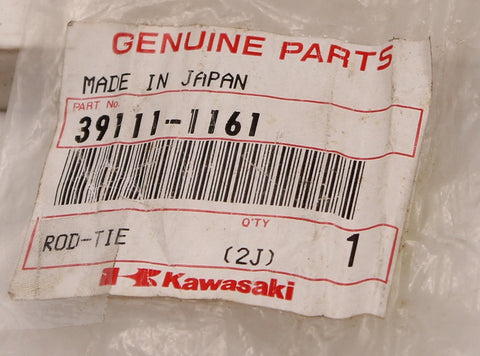 GENUINE PARTS
MADE IN JAPAN
PART No.
39111-1161
Q'TY
ROD-TIE (2J) 1
Kawasaki